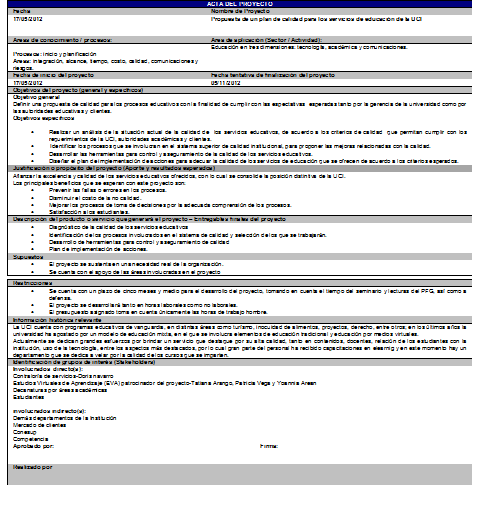 ACTA DEL PROYECTO
Fecha Nombre de Proyecto
17/05/2012 Propuesta de un plan de calidad para los servicios de educación de la UCI
Areas de conocimiento / procesos: Area de aplicación (Sector / Actividad):
Educación en tres dimensiones, tecnología, académica y comunicaciones.
Procesos: Inicio y planificación
Areas: Integración, alcance, tiempo, costo, calidad, comunicaciones y
riesgos.
Fecha de inicio del proyecto Fecha tentativa de finalización del proyecto
17/05/2012 05/11/2012
Objetivos del proyecto (general y específicos)
Objetivo general
Definir una propuesta de calidad para los procesos educativos con la finalidad de cumplir con las expectativas esperadas tanto por la gerencia de la universidad como por
las autoridades educativas y clientes.
Objetivos específicos
• Realizar un análisis de la situación actual de la calidad de los servicios educativos, de acuerdo a los criterios de calidad que permitan cumplir con los
requerimientos de la UCI, autoridades académicas y clientes.
• Identificar los procesos que se involucran en el sistema superior de calidad institucional, para proponer las mejoras relacionadas con la calidad.
• Desarrollar las herramientas para control y aseguramiento de la calidad de los servicios educativos.
• Diseñar el plan de implementación de acciones para adecuar la calidad de los servicios de educación que se ofrecen de acuerdo a los criterios esperados.
Justificación o propósito del proyecto (Aporte y resultados esperados)
Afianzar la excelencia y calidad de los servicios educativos ofrecidos, con lo cual se consolide la posición distintiva de la UCI.
Los principales beneficios que se esperan con este proyecto son:
• Prevenir las fallas o errores en los procesos.
• Disminuir el costo de la no calidad.
• Mejorar los procesos de toma de decisiones por la adecuada comprensión de los procesos.
• Satisfacción a los estudiantes.
Descripción del producto o servicio que generará el proyecto – Entregables finales del proyecto
• Diagnóstico de la calidad de los servicios educativos
• Identificación de los procesos involucrados en el sistema de calidad y selección de los que se trabajarán.
• Desarrollo de herramientas para control y aseguramiento de calidad
• Plan de implementación de acciones.
Supuestos
• El proyecto se sustenta en una necesidad real de la organización.
• Se cuenta con el apoyo de las áreas involucradas en el proyecto
Restricciones
• Se cuenta con un plazo de cinco meses y medio para el desarrollo del proyecto, tomando en cuenta el tiempo del seminario y lecturas del PFG, así como a
defensa.
• El proyecto se desarrollará tanto en horas laborales como no laborales.
• El presupuesto asignado toma en cuenta únicamente las horas de trabajo hombre.
Información histórica relevante
La UCI cuenta con programas educativos de vanguardia, en distintas áreas como turismo, inocuidad de alimentos, proyectos, derecho, entre otros, en los últimos años la
universidad ha apostado por un modelo de educación mixta, en el que se involucra elementos de educación tradicional y educación por medios virtuales.
Actualmente se dedican grandes esfuerzos por brindar un servicio que destaque por su alta calidad, tanto en contenidos, docentes, relación de los estudiantes con la
institución, uso de la tecnología, entre los aspectos más destacados, por lo cual gran parte del personal ha recibido capacitaciones en elearning y en este momento hay un
departamento que se dedica a velar por la calidad de los cursos que se imparten.
Identificación de grupos de interés (Stakeholders)
Involucrados directo(s):
Contraloría de servicios-Doris navarro
Estudios Virtuales de Aprendizaje (EVA) patrocinador del proyecto-Tatiana Arango, Patricia Vega y
Decanaturas por áreas académicas
Estudiantes
Involucrados indirecto(s):
Demás departamentos de la institución
Mercado de clientes
Conesup
Competencia
Aprobado por: Firma:
Realizado por